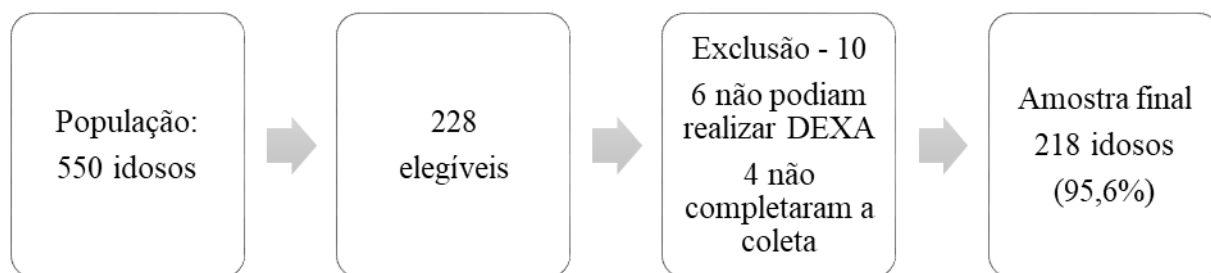 População:
550 idosos
228
elegíveis
Exclusão - 10
6 não podiam
realizar DEXA
4 não
completaram a
coleta
Amostra final
218 idosos
(95,6%)